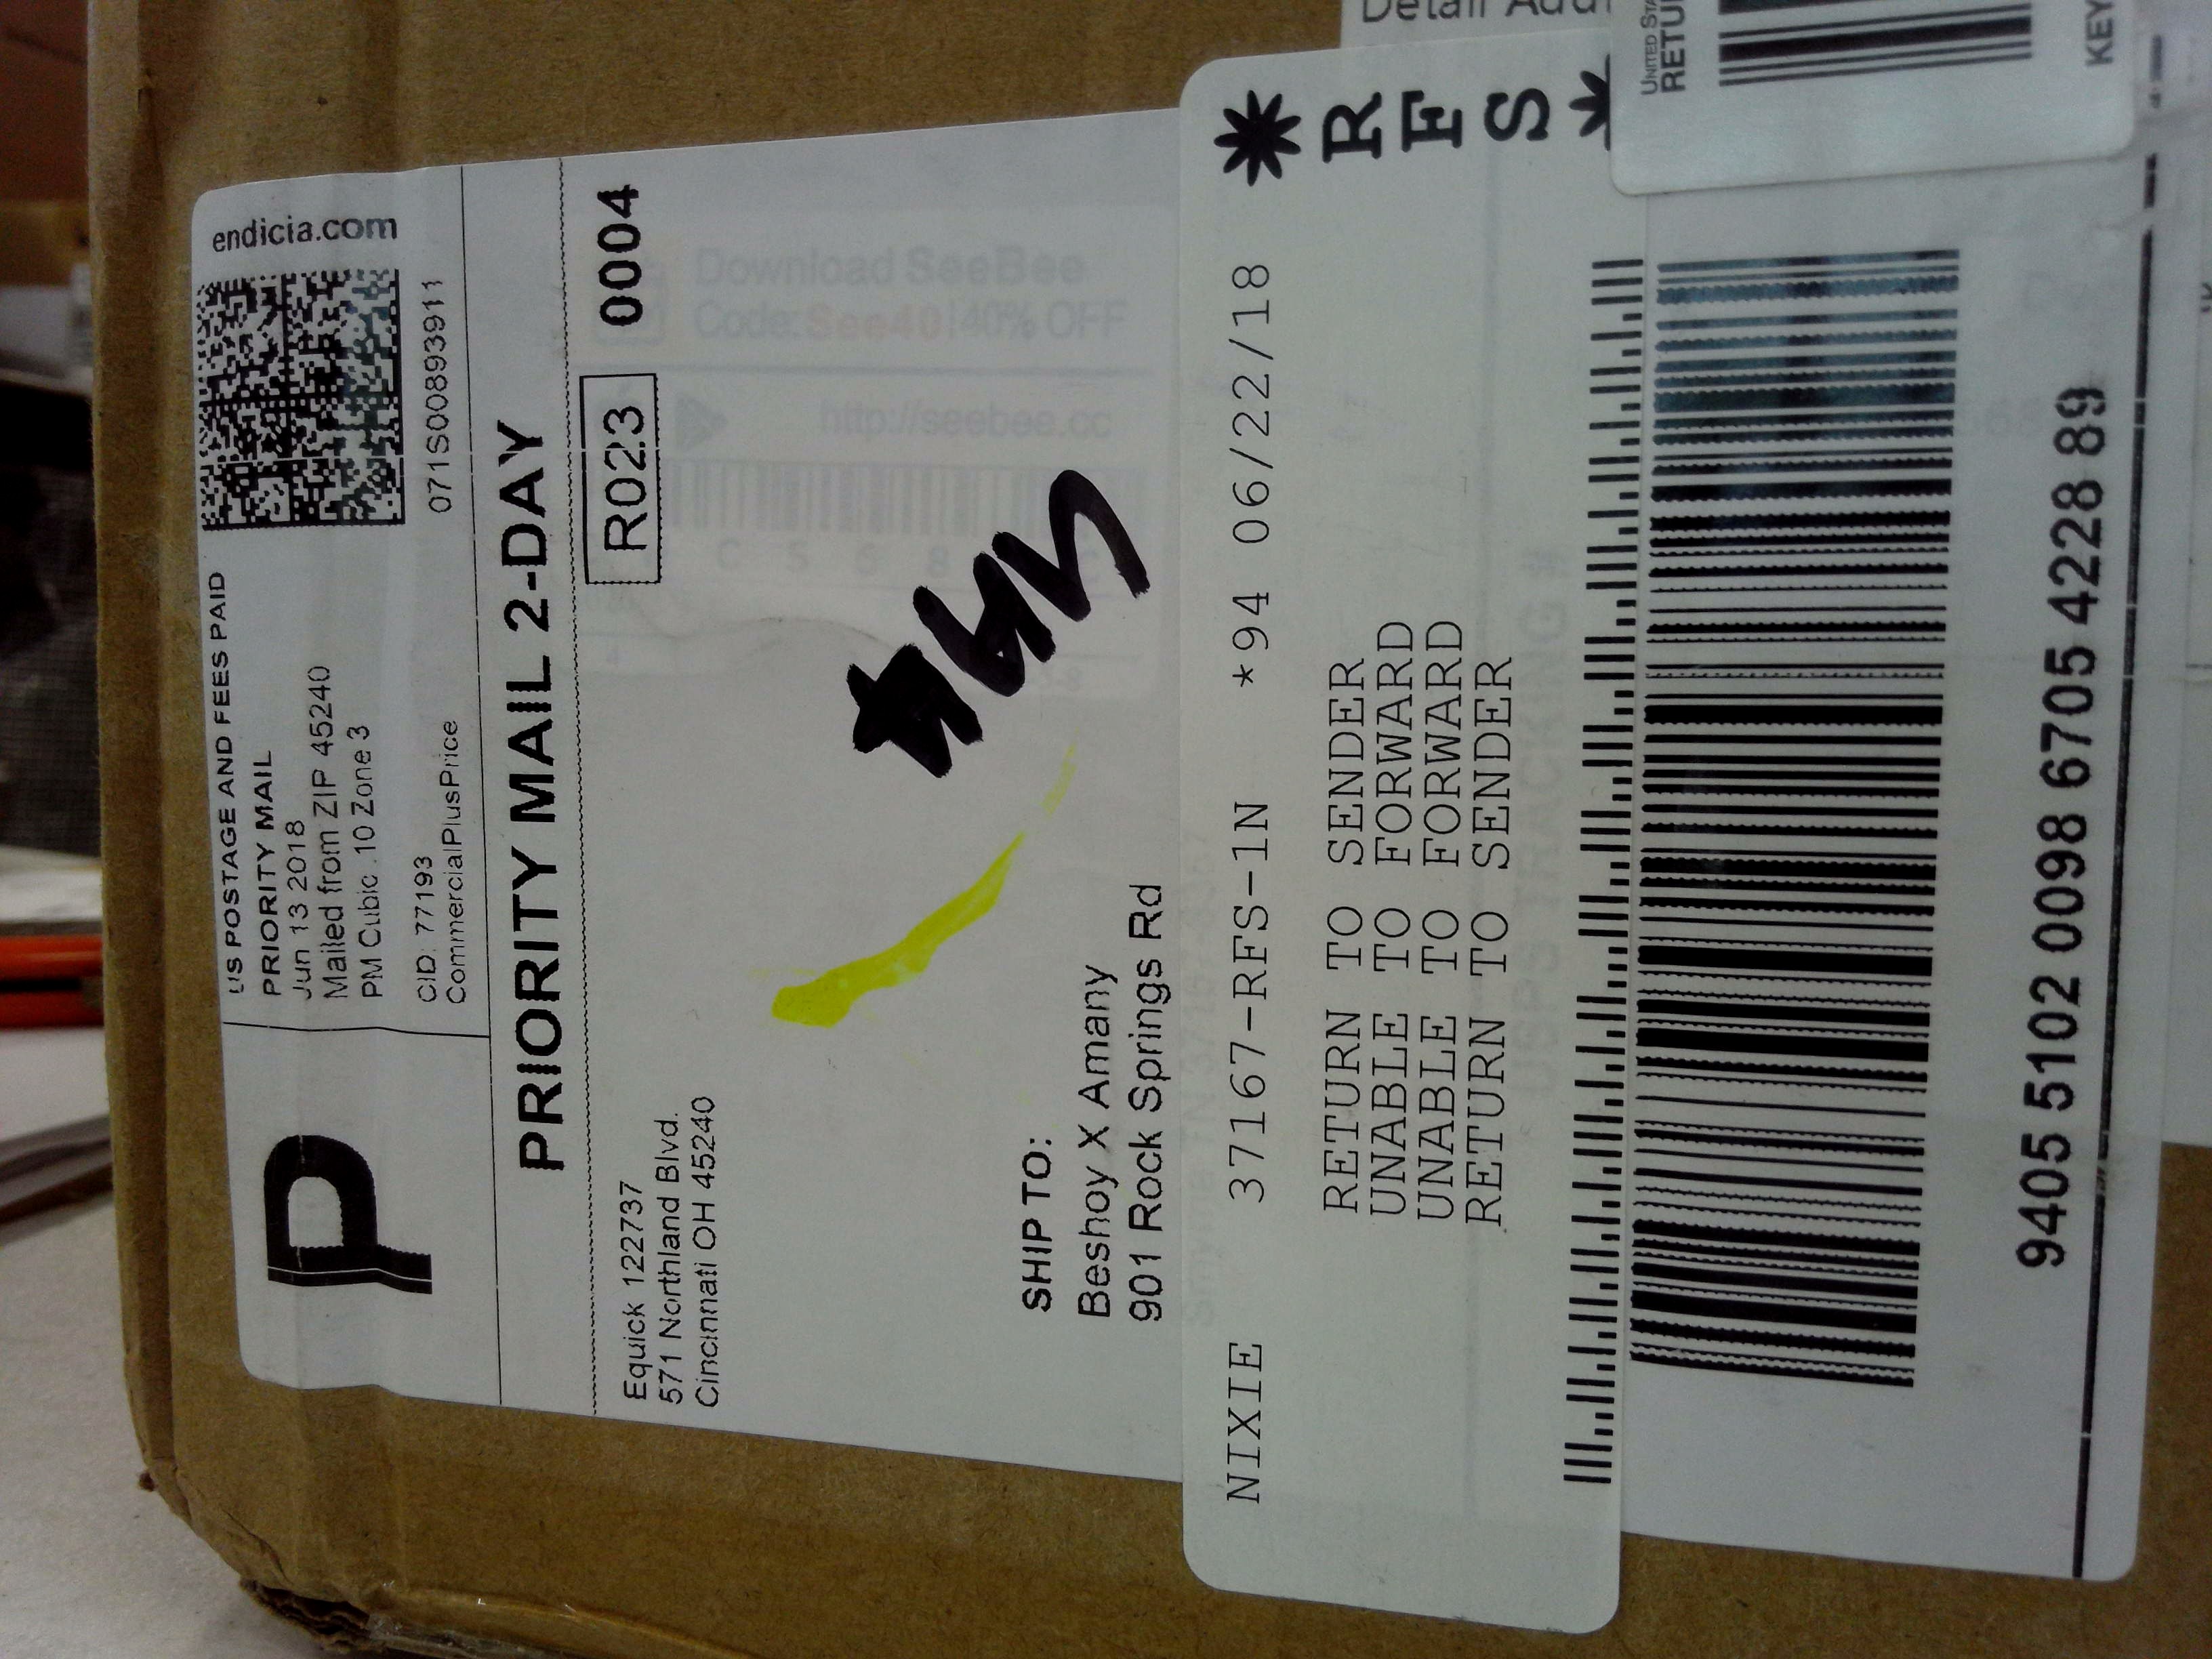 endicia.com
US POSTAGE AND FEES PAID
PRIORITY MAIL
Jun 13 2018
Mailed from ZIP 45240
PM Cubic .10 Zone 3
071S00893911
CID: 77193
CommercialPlusPrice
P
PRIORITY MAIL 2-DAY
Equick 122737
571 Northland Blvd.
Cincinnati OH 45240
R023
0004
Download SeeBee
Code:See40|40% OFF
http://seebee.cc
SHIP TO:
Beshoy X Amany
901 Rock Springs Rd
NIXIE 37167-RFS-1N *94 06/22/18
RETURN TO SENDER
UNABLE TO FORWARD
UNABLE TO FORWARD
RETURN TO SENDER
R
F
S
USPS TRACKING #
9405 5102 0098 6705 4228 89
Detail
KEY